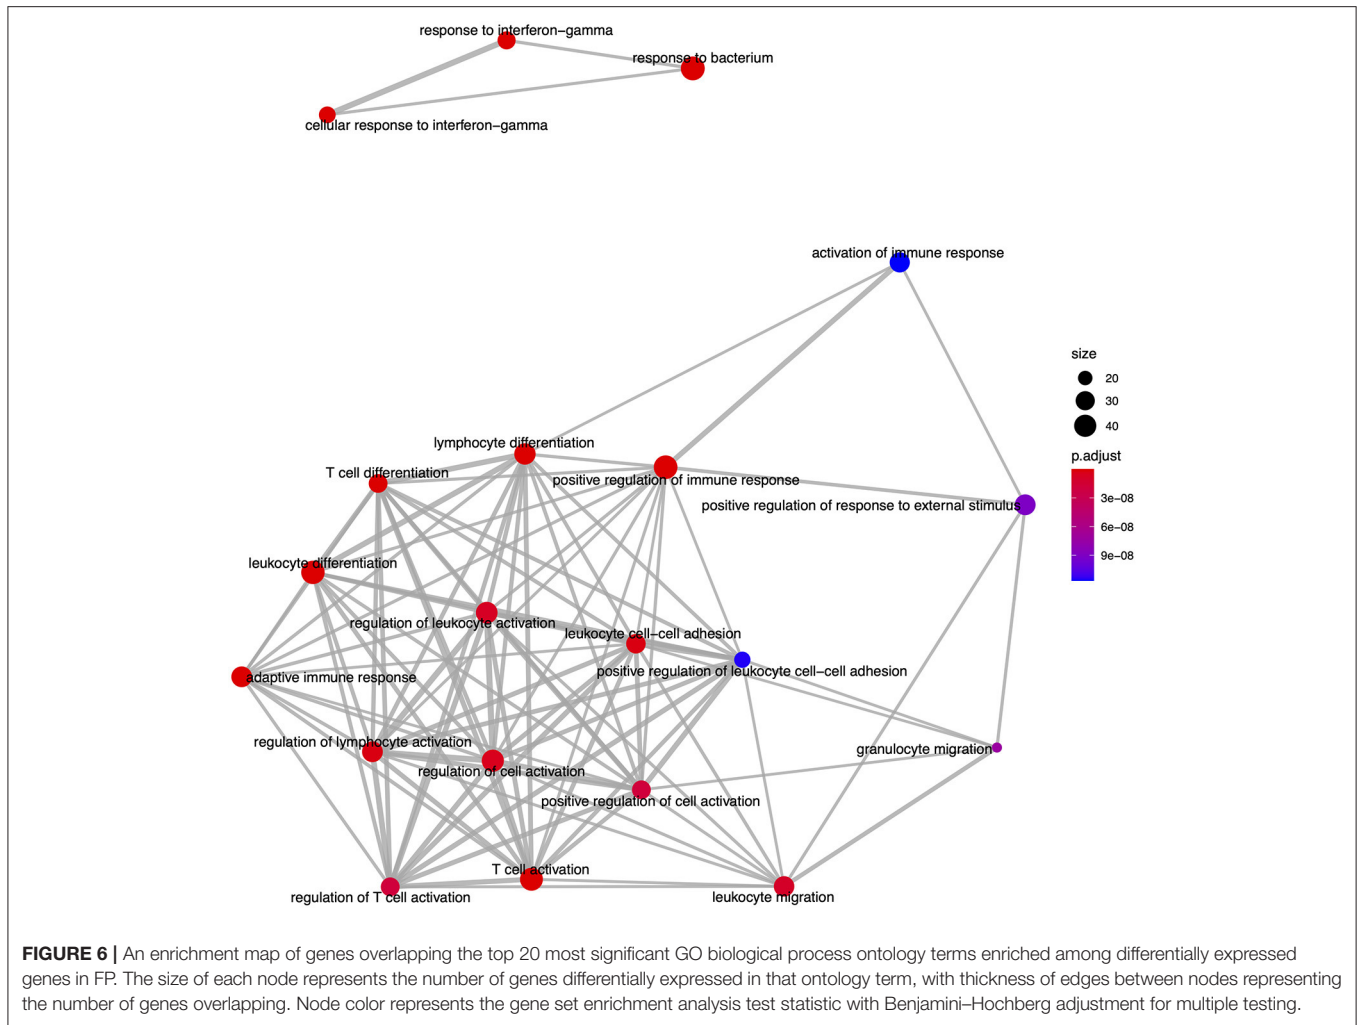 response to interferon−gamma
response to bacterium
cellular response to interferon−gamma
activation of immune response
lymphocyte differentiation
T cell differentiation
positive regulation of immune response
positive regulation of response to external stimulus
leukocyte differentiation
regulation of leukocyte activation
leukocyte cell−cell adhesion
positive regulation of leukocyte cell−cell adhesion
adaptive immune response
regulation of lymphocyte activation
granulocyte migration
regulation of cell activation
positive regulation of cell activation
T cell activation
regulation of T cell activation
leukocyte migration
size
20
30
40
p.adjust
3e−08
6e−08
9e−08
FIGURE 6 | An enrichment map of genes overlapping the top 20 most significant GO biological process ontology terms enriched among differentially expressed
genes in FP. The size of each node represents the number of genes differentially expressed in that ontology term, with thickness of edges between nodes representing
the number of genes overlapping. Node color represents the gene set enrichment analysis test statistic with Benjamini–Hochberg adjustment for multiple testing.